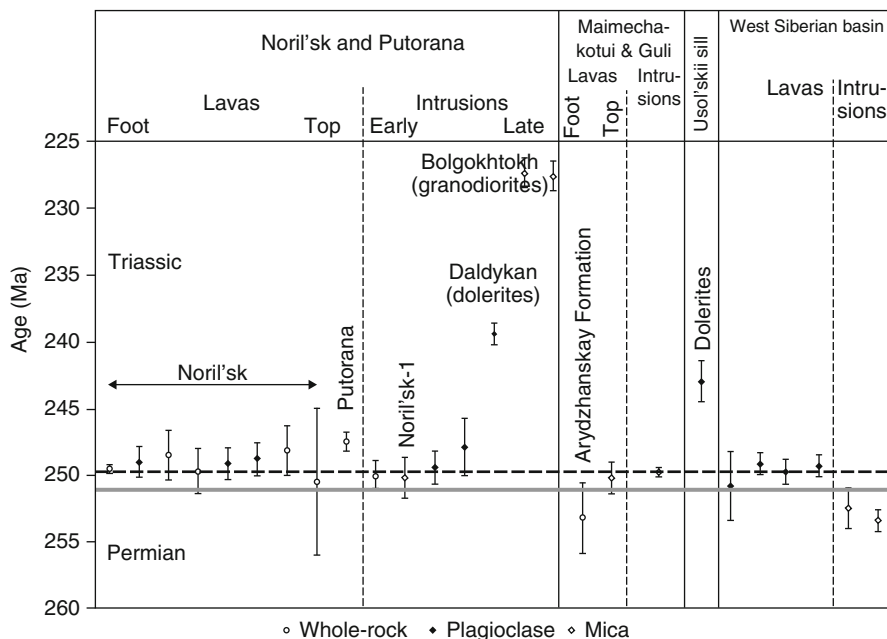 Noril'sk and Putorana
Maimecha-
kotui & Guli
Usol'skii sill
West Siberian basin
Lavas
Intrusions
Lavas
Intru-
sions
Lavas
Intru-
sions
Foot
Top
Early
Late
Foot
Top
225
230
235
240
245
250
255
260
Age (Ma)
Bolgokhtokh
(granodiorites)
Triassic
Daldykan
(dolerites)
Noril'sk
Putorana
Noril'sk-1
Arydzhanskay Formation
Dolerites
Permian
Whole-rock
Plagioclase
Mica